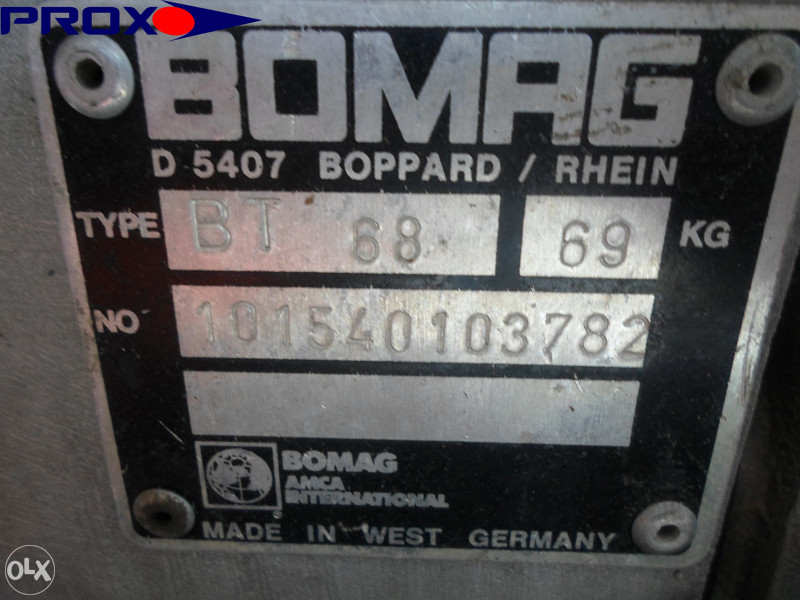 PROX
BOMAG
D 5407 BOPPARD / RHEIN
TYPE BT 68 69 KG
NO 101540103782
BOMAG
AMCA
INTERNATIONAL
MADE IN WEST GERMANY
OLX